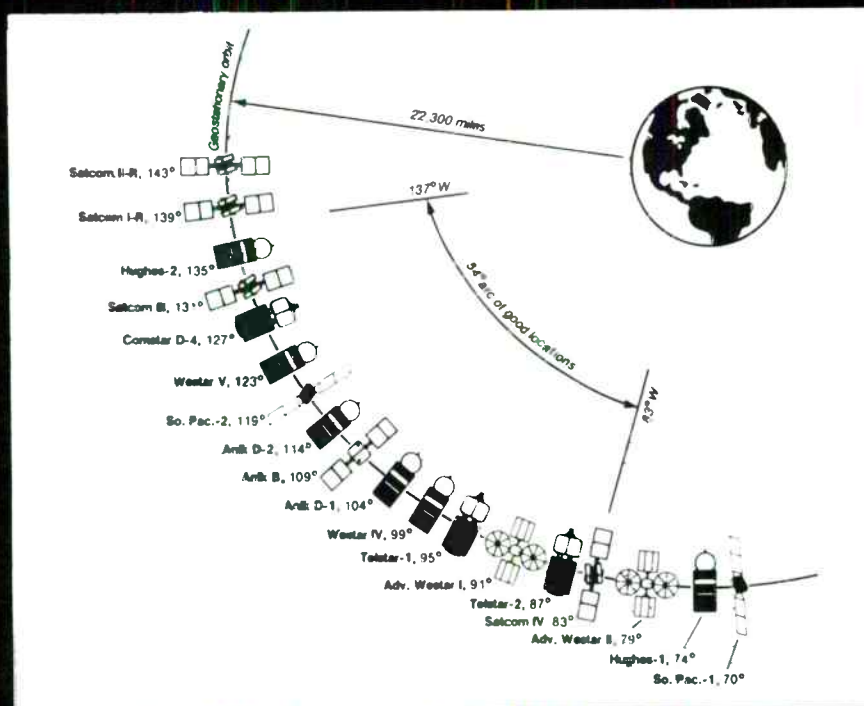 Geostationary orbit
22,300 miles
Satcom II-R, 143°
Satcom I-R, 139°
137°W
Hughes-2, 135°
Satcom III, 131°
54° arc of good locations
Comstar D-4, 127°
Westar V, 123°
83°W
So. Pac.-2, 119°
Anik D-2, 114°
Anik B, 109°
Anik D-1, 104°
Westar IV, 99°
Telstar-1, 95°
Adv. Westar I, 91°
Telstar-2, 87°
Satcom IV 83°
Adv. Westar II, 79°
Hughes-1, 74°
So. Pac.-1, 70°